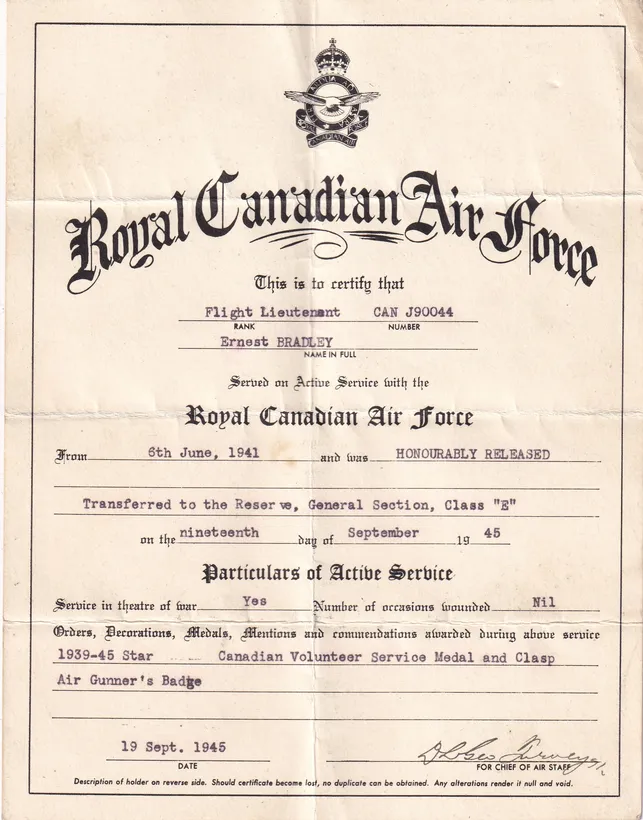 Royal Canadian Air Force
This is to certify that
Flight Lieutenant CAN J90044
RANK NUMBER
Ernest BRADLEY
NAME IN FULL
Served on Active Service with the
Royal Canadian Air Force
From 6th June, 1941 and was HONOURABLY RELEASED
Transferred to the Reserve, General Section, Class "E"
on the nineteenth day of September 19 45
Particulars of Active Service
Service in theatre of war Yes Number of occasions wounded Nil
Orders, Decorations, Medals, Mentions and commendations awarded during above service
1939-45 Star Canadian Volunteer Service Medal and Clasp
Air Gunner's Badge
19 Sept. 1945
DATE FOR CHIEF OF AIR STAFF
Description of holder on reverse side. Should certificate become lost, no duplicate can be obtained. Any alterations render it null and void.